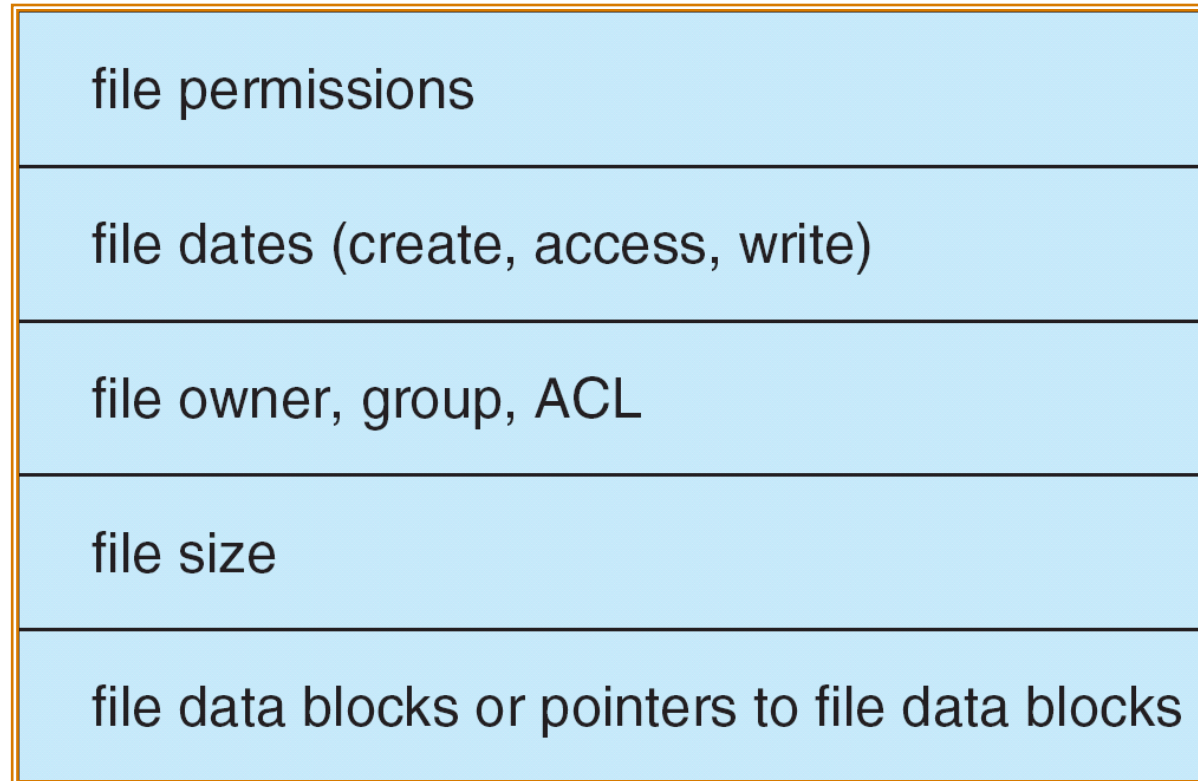 file permissions
file dates (create, access, write)
file owner, group, ACL
file size
file data blocks or pointers to file data blocks